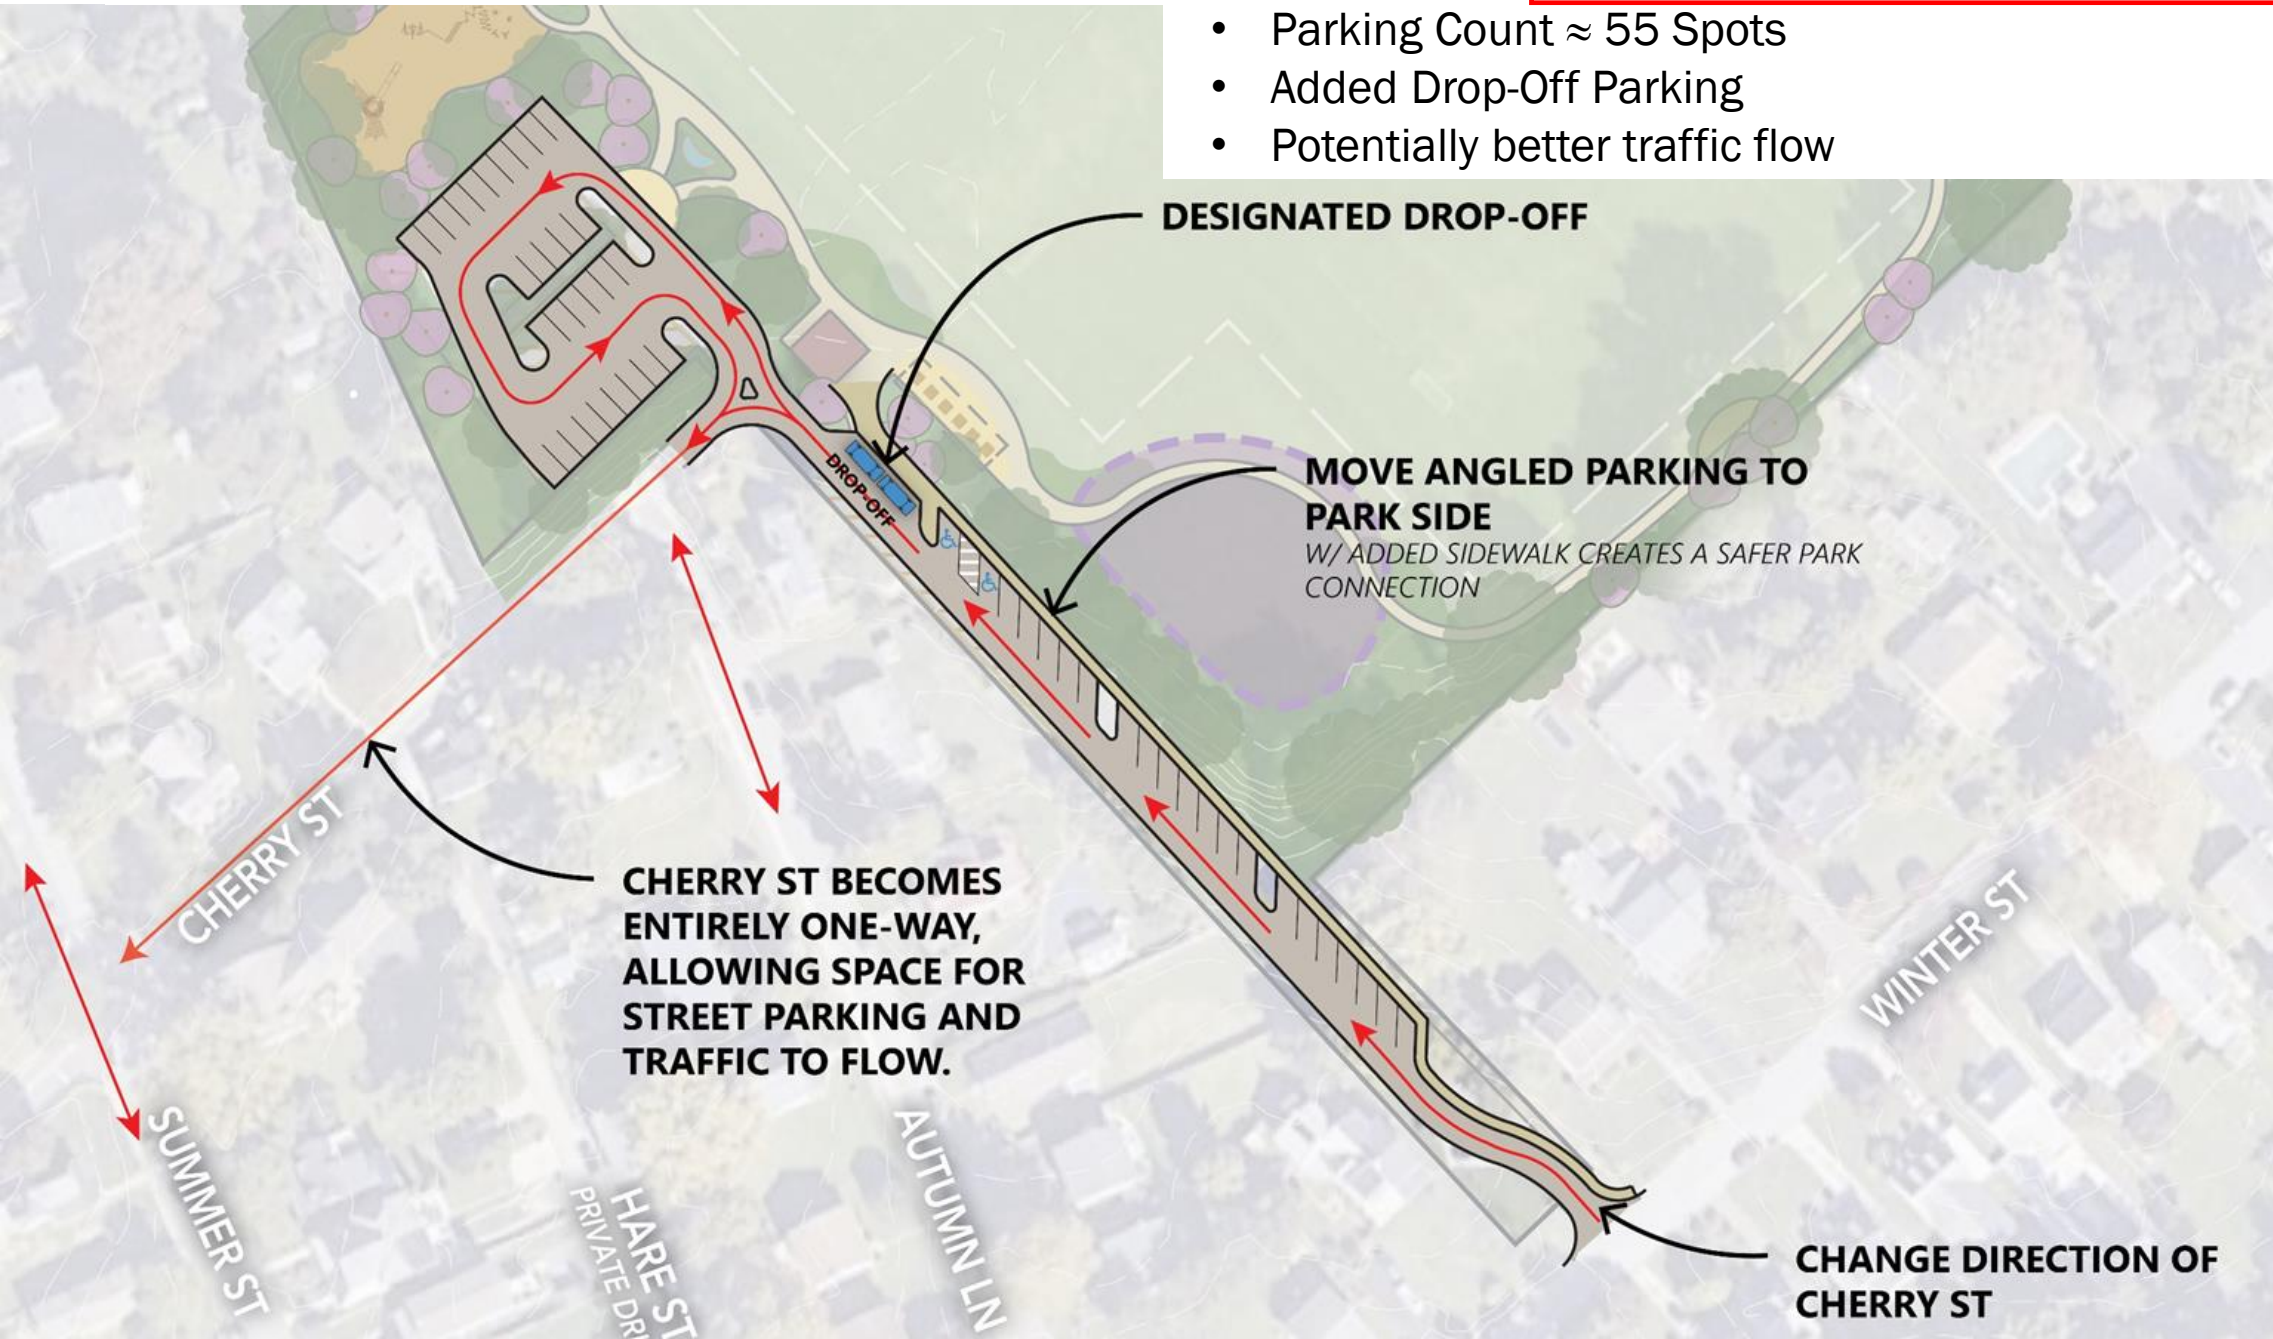 • Parking Count ≈ 55 Spots
• Added Drop-Off Parking
• Potentially better traffic flow
DESIGNATED DROP-OFF
DROP-OFF
MOVE ANGLED PARKING TO
PARK SIDE
W/ ADDED SIDEWALK CREATES A SAFER PARK
CONNECTION
CHERRY ST
CHERRY ST BECOMES
ENTIRELY ONE-WAY,
ALLOWING SPACE FOR
STREET PARKING AND
TRAFFIC TO FLOW.
WINTER ST
SUMMER ST
HARE ST
PRIVATE DRI
AUTUMN LN
CHANGE DIRECTION OF
CHERRY ST